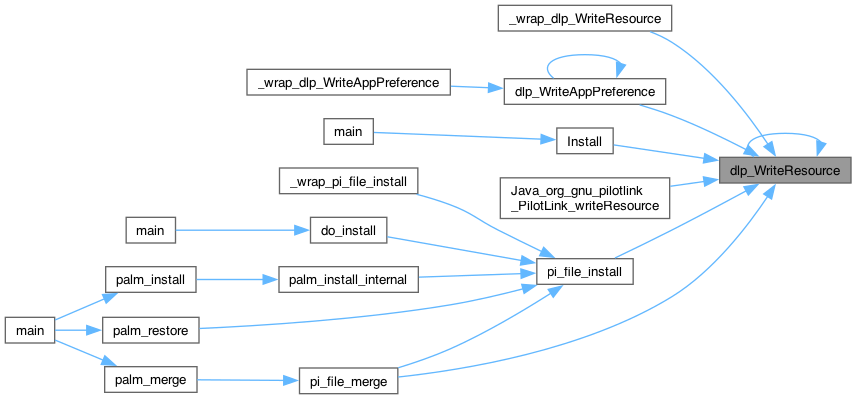 _wrap_dlp_WriteResource
_wrap_dlp_WriteAppPreference
dlp_WriteAppPreference
main
Install
dlp_WriteResource
_wrap_pi_file_install
Java_org_gnu_pilotlink
_PilotLink_writeResource
main
do_install
palm_install
palm_install_internal
pi_file_install
main
palm_restore
palm_merge
pi_file_merge